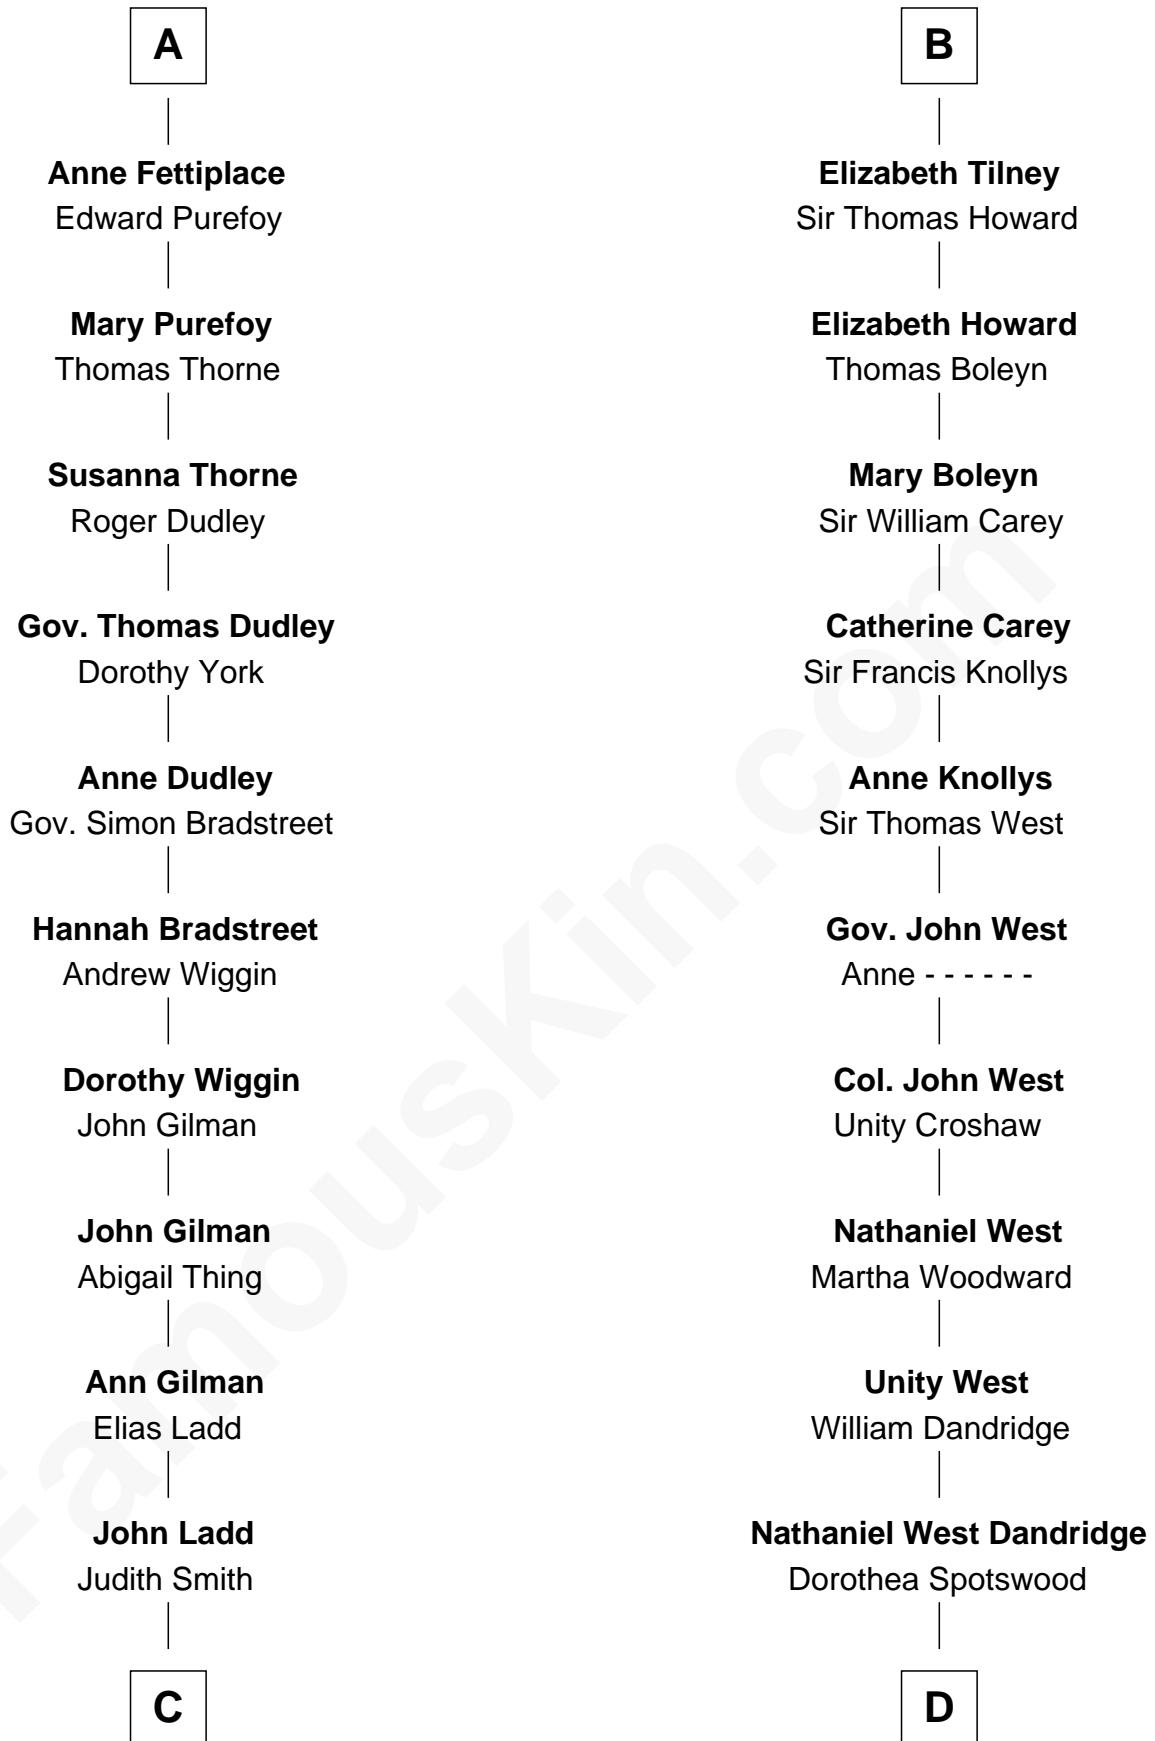 A
Anne Fettiplace
Edward Purefoy
Mary Purefoy
Thomas Thorne
Susanna Thorne
Roger Dudley
Gov. Thomas Dudley
Dorothy York
Anne Dudley
Gov. Simon Bradstreet
Hannah Bradstreet
Andrew Wiggin
Dorothy Wiggin
John Gilman
John Gilman
Abigail Thing
Ann Gilman
Elias Ladd
John Ladd
Judith Smith
C
B
Elizabeth Tilney
Sir Thomas Howard
Elizabeth Howard
Thomas Boleyn
Mary Boleyn
Sir William Carey
Catherine Carey
Sir Francis Knollys
Anne Knollys
Sir Thomas West
Gov. John West
Anne - - - - - -
Col. John West
Unity Croshaw
Nathaniel West
Martha Woodward
Unity West
William Dandridge
Nathaniel West Dandridge
Dorothea Spotswood
D
FamousKin.com